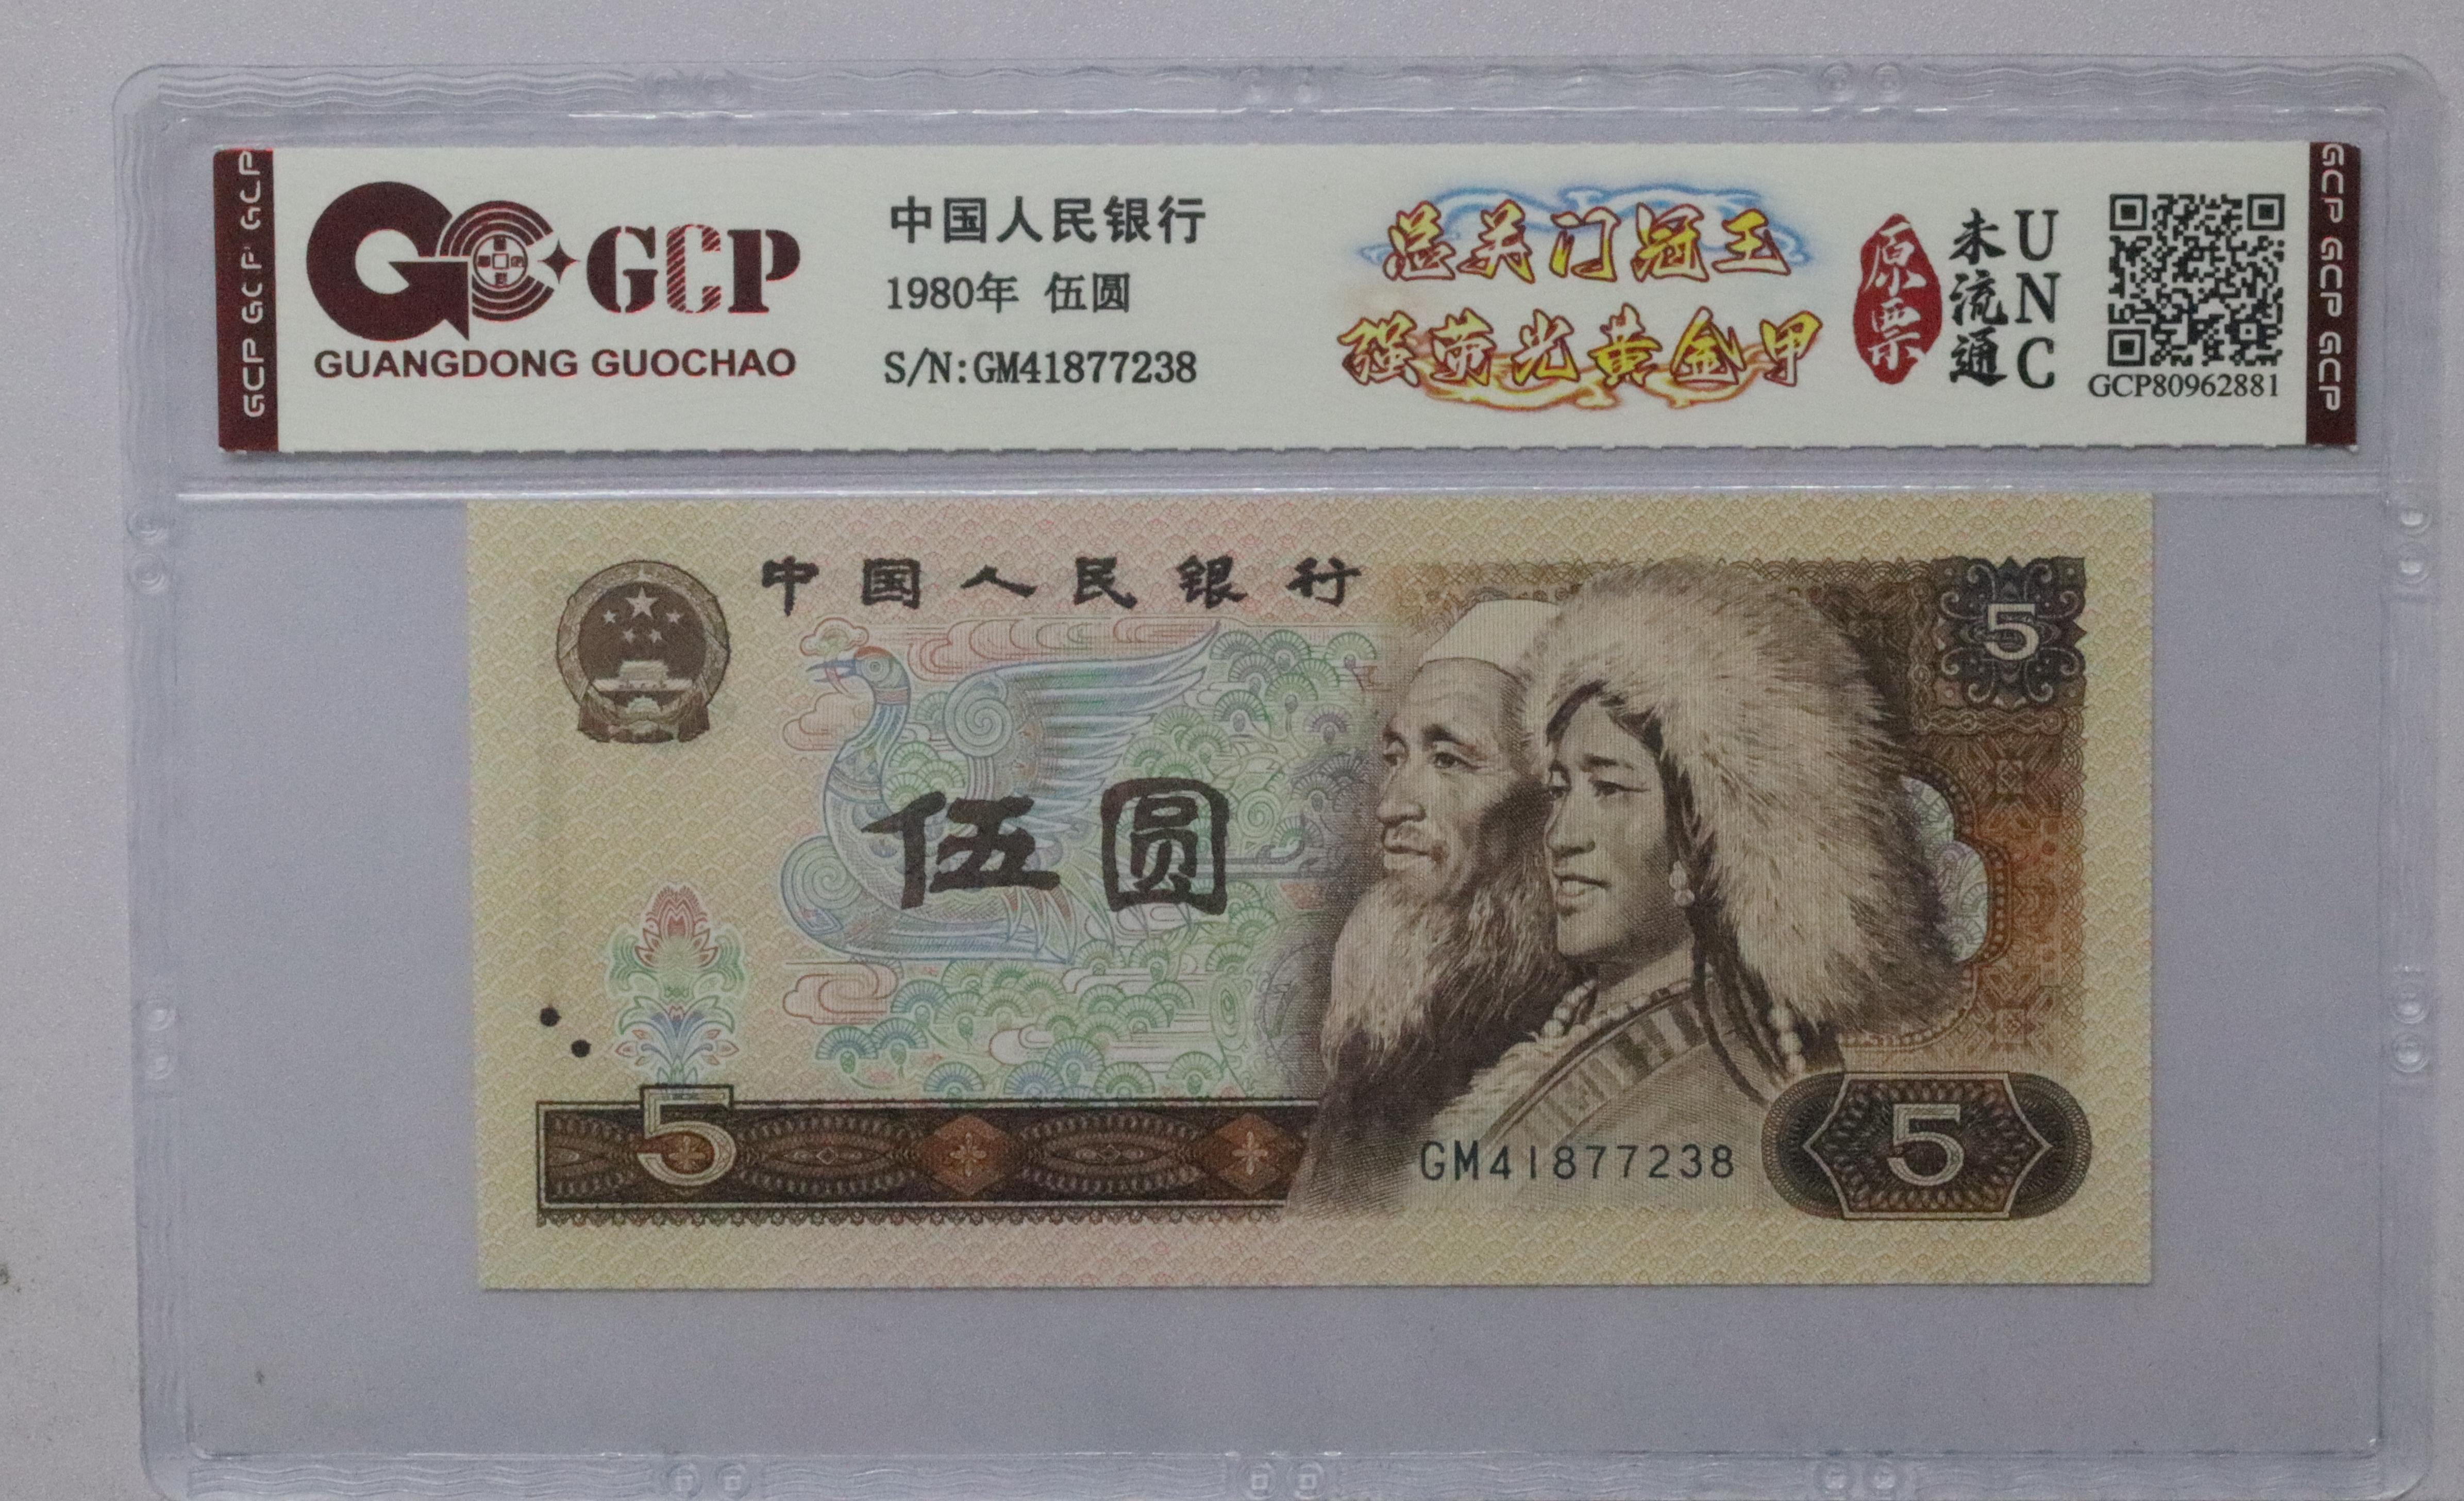 GCP GCP GCP
GCP
GUANGDONG GUOCHAO
中国人民银行
1980年 伍圆
S/N:GM41877238
总关门冠王
强荧光黄金甲
原票
未流通
UNC
GCP80962881
GCP GCP GCP
中国人民银行
5
伍圆
5
GM41877238
5